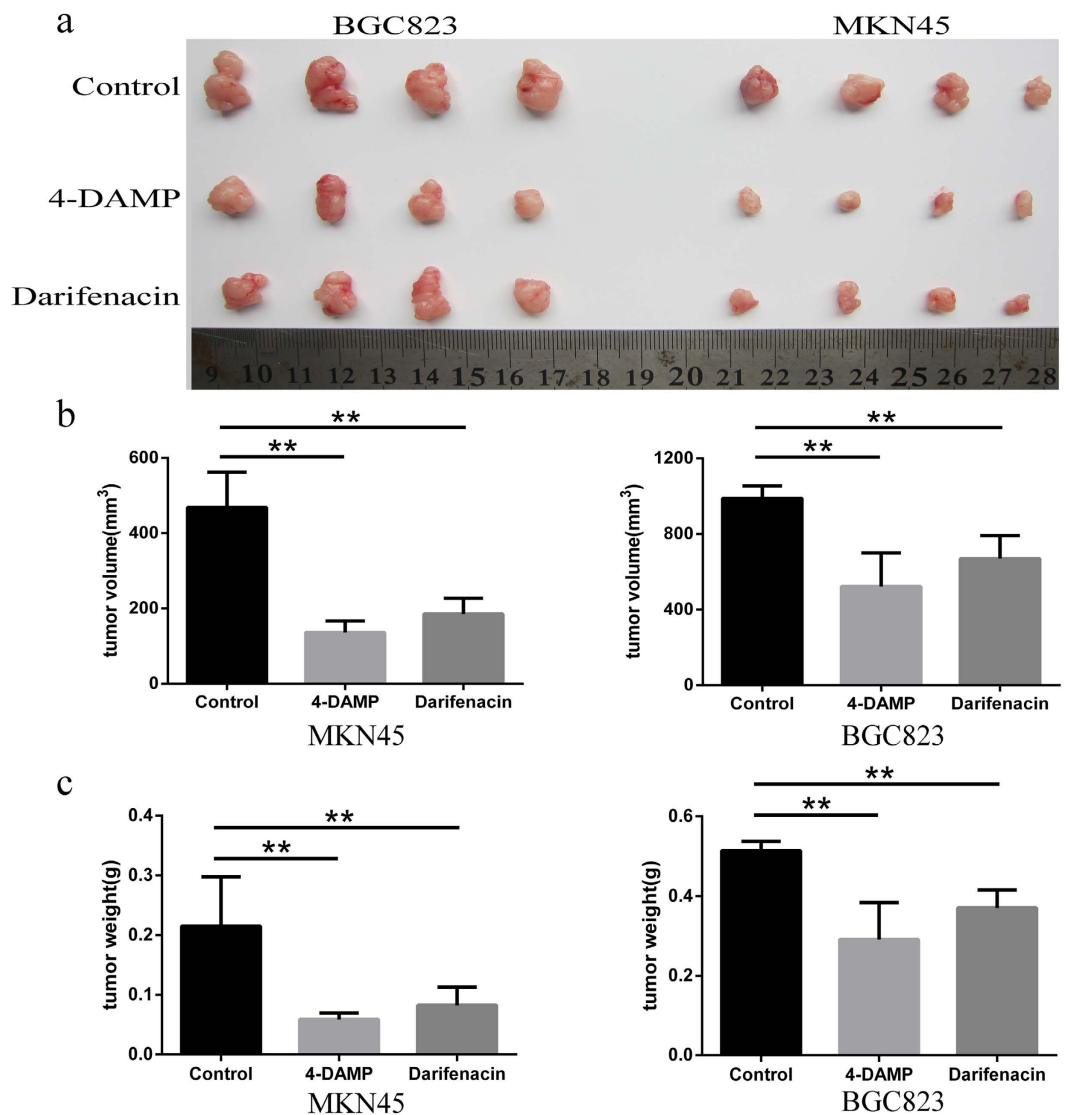 a
BGC823 MKN45
Control
4-DAMP
Darifenacin
9 10 11 12 13 14 15 16 17 18 19 20 21 22 23 24 25 26 27 28
b
** **
** **
tumor volume(mm3)
600
400
200
0
Control 4-DAMP Darifenacin
MKN45
tumor volume(mm3)
1200
800
400
0
Control 4-DAMP Darifenacin
BGC823
c
** **
** **
tumor weight(g)
0.4
0.3
0.2
0.1
0.0
Control 4-DAMP Darifenacin
MKN45
tumor weight(g)
0.6
0.4
0.2
0.0
Control 4-DAMP Darifenacin
BGC823